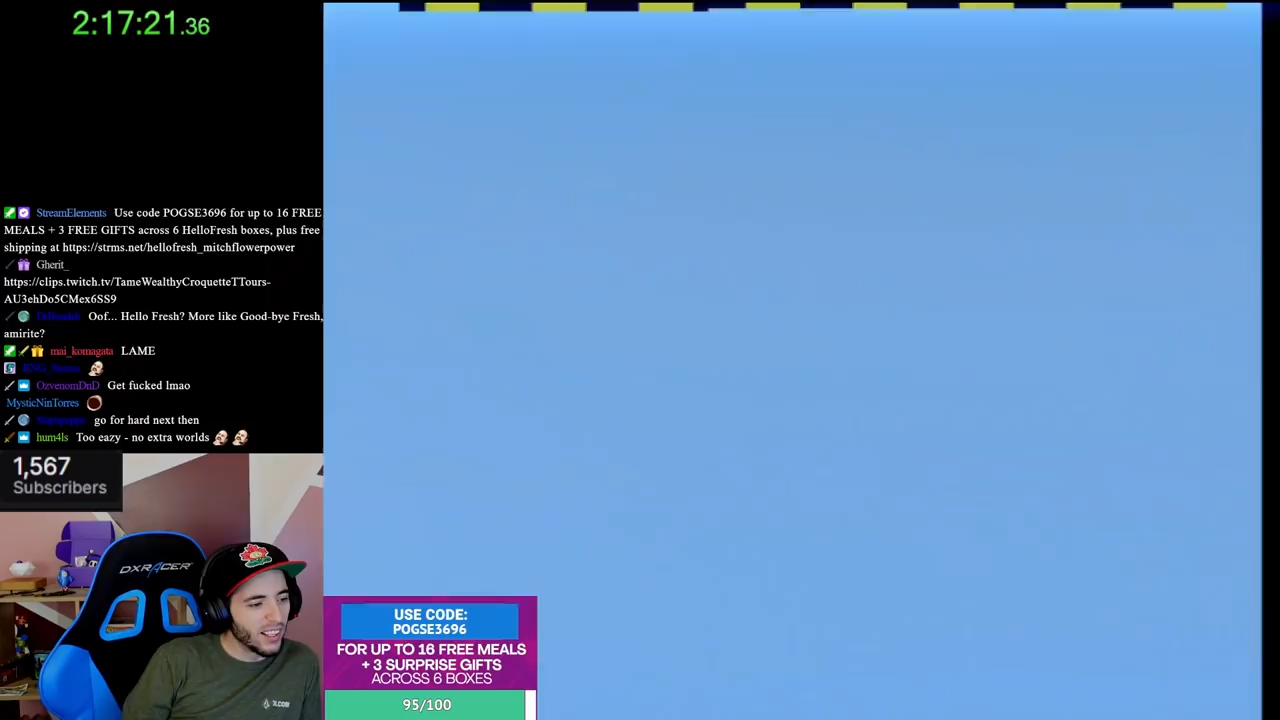 2:17:21.36
StreamElements Use code POGSE3696 for up to 16 FREE
MEALS + 3 FREE GIFTS across 6 HelloFresh boxes, plus free
shipping at https://strms.net/hellofresh_mitchflowerpower
Gherit_
https://clips.twitch.tv/TameWealthyCroquetteTTours-
AU3ehDo5CMex6SS9
Oof... Hello Fresh? More like Good-bye Fresh,
amirite?
mai_komagata LAME
OzvenomDnD Get fucked lmao
MysticNinTorres
go for hard next then
hum4ls Too eazy - no extra worlds
1,567
Subscribers
DXRACER
USE CODE:
POGSE3696
FOR UP TO 16 FREE MEALS
+ 3 SURPRISE GIFTS
ACROSS 6 BOXES
95/100